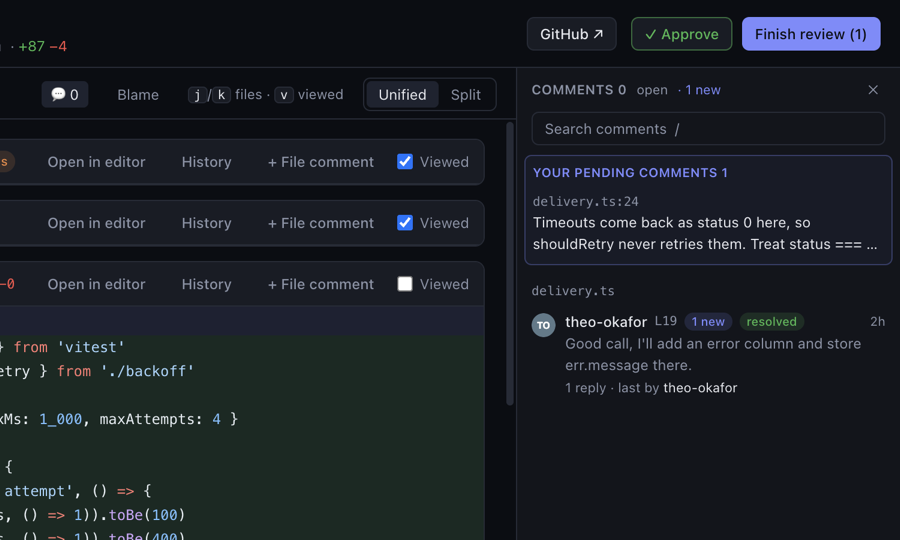 · +87 −4
GitHub ↗
✓ Approve
Finish review (1)
💬 0
Blame
j / k files · v viewed
Unified
Split
s
Open in editor
History
+ File comment
Viewed
Open in editor
History
+ File comment
Viewed
−0
Open in editor
History
+ File comment
Viewed
} from 'vitest'
etry } from './backoff'
xMs: 1_000, maxAttempts: 4 }
{
attempt', () => {
s, () => 1)).toBe(100)
s, () => 1)).toBe(400)
COMMENTS 0 open · 1 new
×
Search comments /
YOUR PENDING COMMENTS 1
delivery.ts:24
Timeouts come back as status 0 here, so
shouldRetry never retries them. Treat status === …
delivery.ts
TO
theo-okafor L19 1 new resolved 2h
Good call, I'll add an error column and store
err.message there.
1 reply · last by theo-okafor